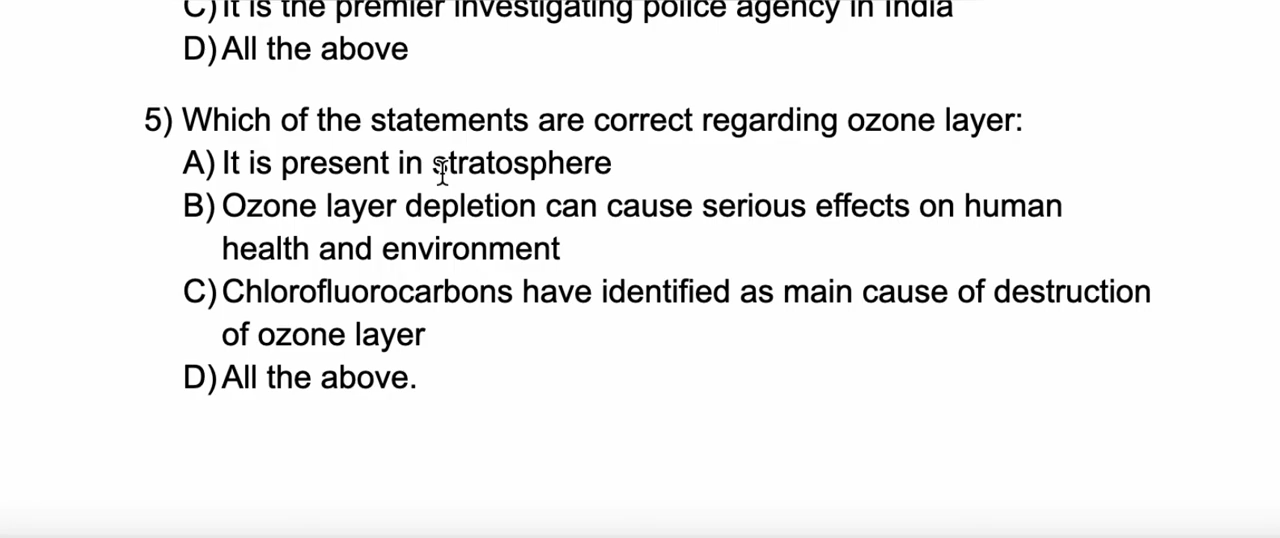 C) It is the premier investigating police agency in India
D) All the above
5) Which of the statements are correct regarding ozone layer:
A) It is present in stratosphere
B) Ozone layer depletion can cause serious effects on human
health and environment
C) Chlorofluorocarbons have identified as main cause of destruction
of ozone layer
D) All the above.